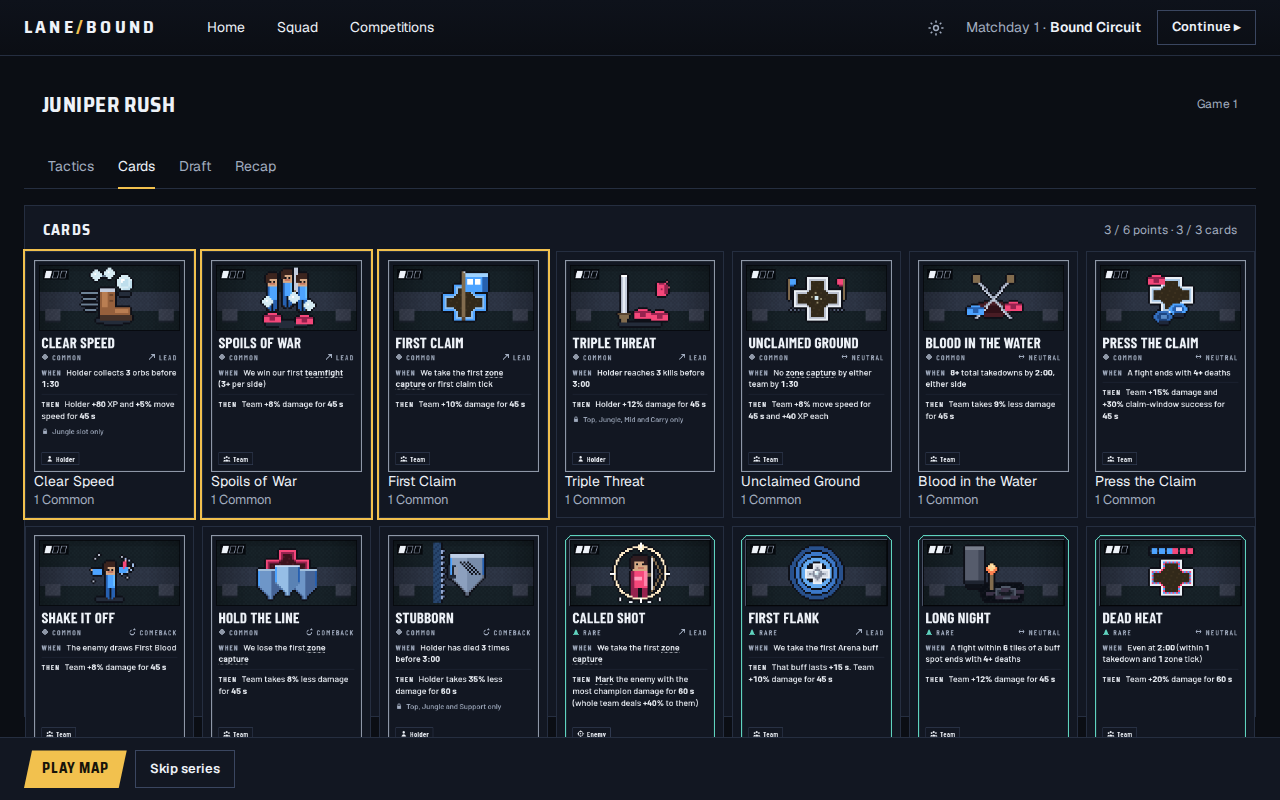 LANE/BOUND
Home
Squad
Competitions
Matchday 1 · Bound Circuit
Continue ▸
JUNIPER RUSH
Game 1
Tactics
Cards
Draft
Recap
CARDS
3 / 6 points · 3 / 3 cards
CLEAR SPEED
COMMON
LEAD
WHEN Holder collects 3 orbs before
1:30
THEN Holder +80 XP and +5% move
speed for 45 s
Jungle slot only
Holder
Clear Speed
1 Common
SPOILS OF WAR
COMMON
LEAD
WHEN We win our first teamfight
(3+ per side)
THEN Team +8% damage for 45 s
Team
Spoils of War
1 Common
FIRST CLAIM
COMMON
LEAD
WHEN We take the first zone
capture or first claim tick
THEN Team +10% damage for 45 s
Team
First Claim
1 Common
TRIPLE THREAT
COMMON
LEAD
WHEN Holder reaches 3 kills before
3:00
THEN Holder +12% damage for 45 s
Top, Jungle, Mid and Carry only
Holder
Triple Threat
1 Common
UNCLAIMED GROUND
COMMON
NEUTRAL
WHEN No zone capture by either
team by 1:30
THEN Team +8% move speed for
45 s and +40 XP each
Team
Unclaimed Ground
1 Common
BLOOD IN THE WATER
COMMON
NEUTRAL
WHEN 8+ total takedowns by 2:00,
either side
THEN Team takes 9% less damage
for 45 s
Team
Blood in the Water
1 Common
PRESS THE CLAIM
COMMON
NEUTRAL
WHEN A fight ends with 4+ deaths
THEN Team +15% damage and
+30% claim-window success for
45 s
Team
Press the Claim
1 Common
SHAKE IT OFF
COMMON
COMEBACK
WHEN The enemy draws First Blood
THEN Team +8% damage for 45 s
Team
HOLD THE LINE
COMMON
COMEBACK
WHEN We lose the first zone
capture
THEN Team takes 8% less damage
for 45 s
Team
STUBBORN
COMMON
COMEBACK
WHEN Holder has died 3 times
before 3:00
THEN Holder takes 35% less
damage for 60 s
Top, Jungle and Support only
Holder
CALLED SHOT
RARE
LEAD
WHEN We take the first zone
capture
THEN Mark the enemy with the
most champion damage for 60 s
(whole team deals +40% to them)
Enemy
FIRST FLANK
RARE
LEAD
WHEN We take the first Arena buff
THEN That buff lasts +15 s. Team
+10% damage for 45 s
Team
LONG NIGHT
RARE
NEUTRAL
WHEN A fight within 6 tiles of a buff
spot ends with 4+ deaths
THEN Team +12% damage for 45 s
Team
DEAD HEAT
RARE
NEUTRAL
WHEN Even at 2:00 (within 1
takedown and 1 zone tick)
THEN Team +20% damage for 60 s
Team
PLAY MAP
Skip series